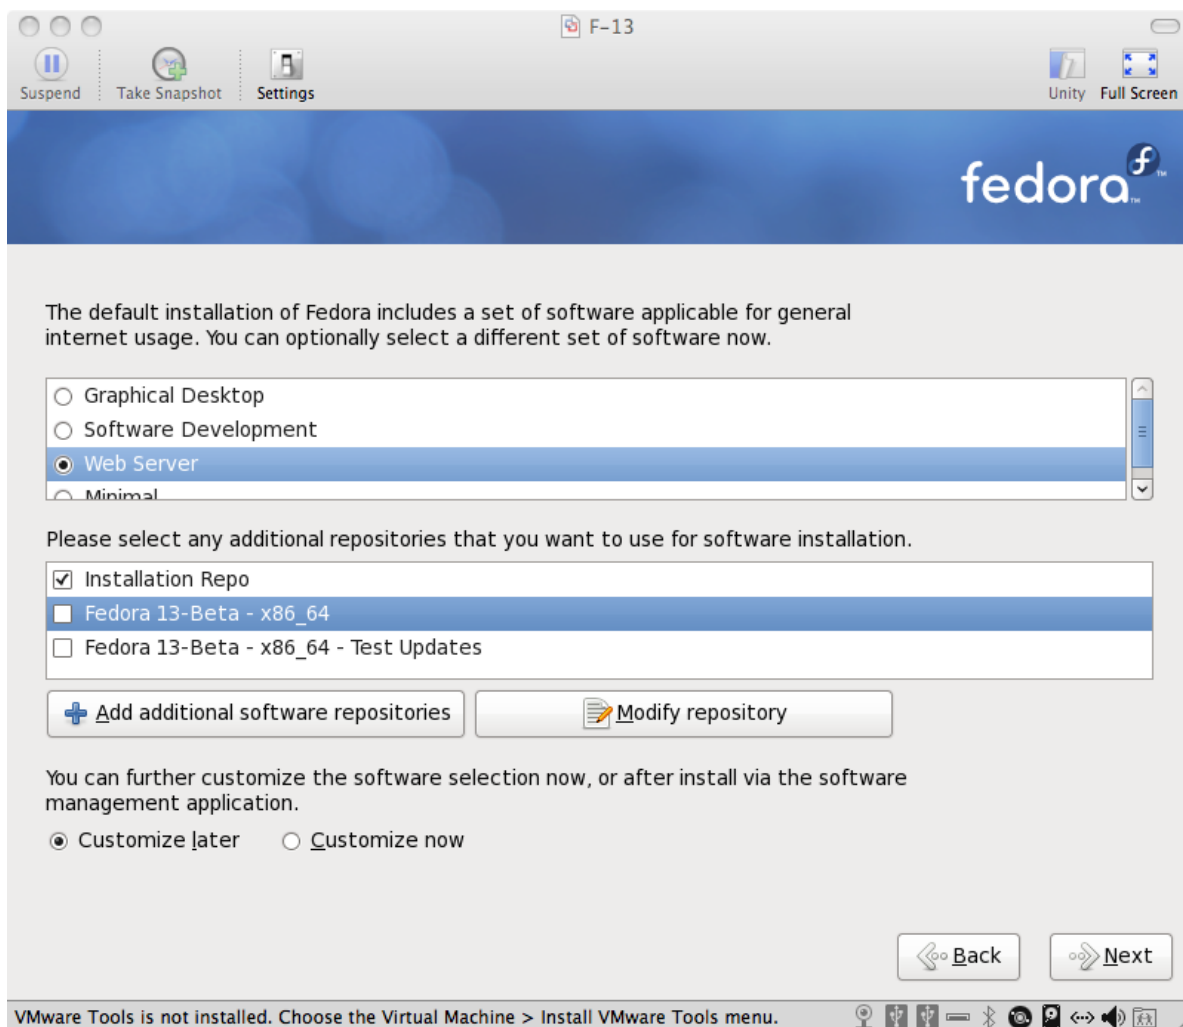 F-13
Suspend
Take Snapshot
Settings
Unity
Full Screen
fedora
TM
TM
The default installation of Fedora includes a set of software applicable for general
internet usage. You can optionally select a different set of software now.
Graphical Desktop
Software Development
Web Server
Minimal
Please select any additional repositories that you want to use for software installation.
Installation Repo
Fedora 13-Beta - x86_64
Fedora 13-Beta - x86_64 - Test Updates
Add additional software repositories
Modify repository
You can further customize the software selection now, or after install via the software
management application.
Customize later
Customize now
Back
Next
VMware Tools is not installed. Choose the Virtual Machine > Install VMware Tools menu.